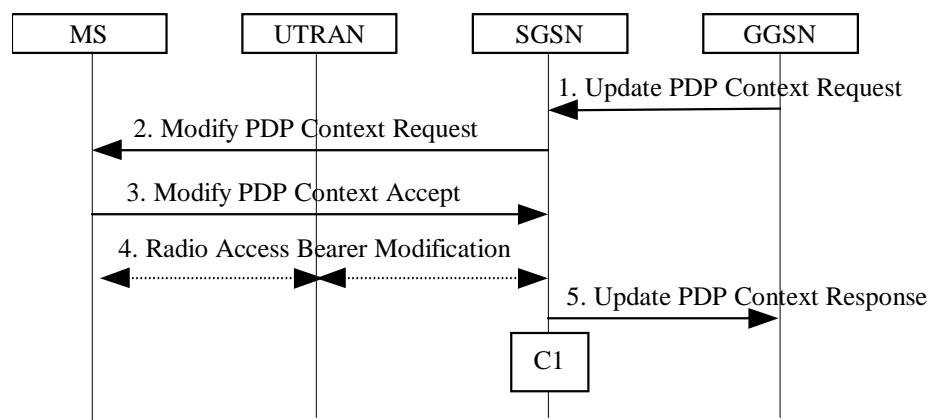 MS
UTRAN
SGSN
GGSN
1. Update PDP Context Request
2. Modify PDP Context Request
3. Modify PDP Context Accept
4. Radio Access Bearer Modification
5. Update PDP Context Response
C1